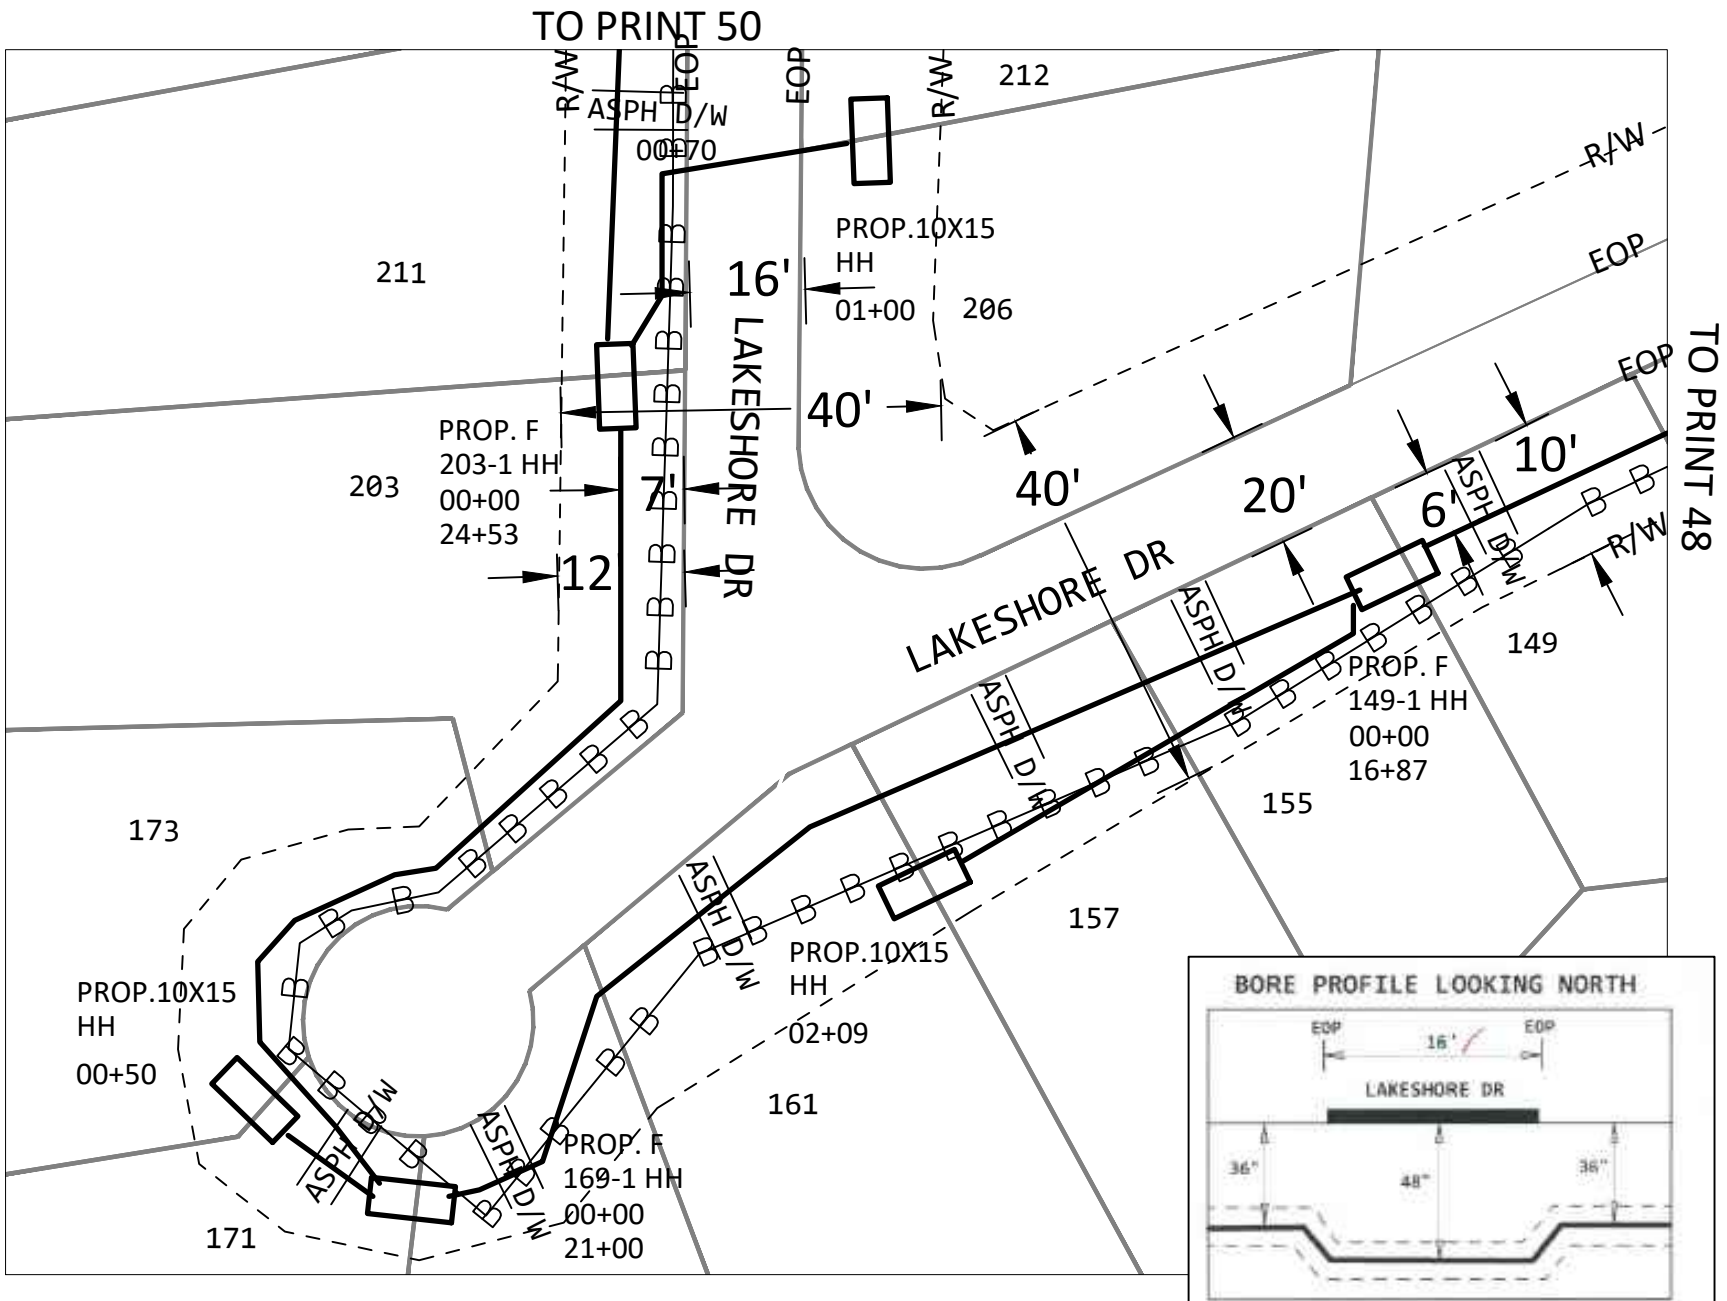 TO PRINT 50
R/W
EOP
EOP
R/W
212
ASPH D/W
00+70
R/W
EOP
PROP.10X15
HH
01+00
211
16'
206
LAKESHORE DR
EOP
TO PRINT 48
40'
PROP. F
203-1 HH
00+00
24+53
203
7'
12
40'
20'
6'
10'
ASPH D/W
R/W
LAKESHORE DR
ASPH D/W
149
PROP. F
149-1 HH
00+00
16+87
ASPH D/W
155
173
ASPH D/W
157
PROP.10X15
HH
02+09
PROP.10X15
HH
00+50
161
ASPH D/W
ASPH D/W
PROP. F
169-1 HH
00+00
21+00
171
B B B B B B B B B B B B B B B B B B B B B B B B B B B B B B B B B B B B B B B B B B B
BORE PROFILE LOOKING NORTH
EOP
EOP
16'
LAKESHORE DR
36"
48"
36"